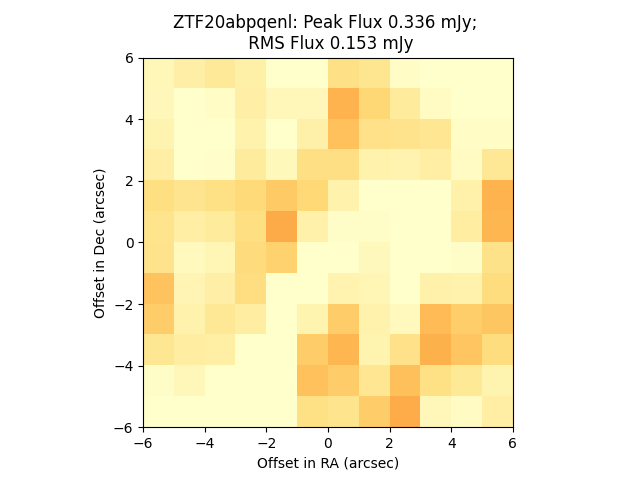 ZTF20abpqenl: Peak Flux 0.336 mJy;
RMS Flux 0.153 mJy
6
4
2
0
−2
−4
−6
Offset in Dec (arcsec)
−6 −4 −2 0 2 4 6
Offset in RA (arcsec)